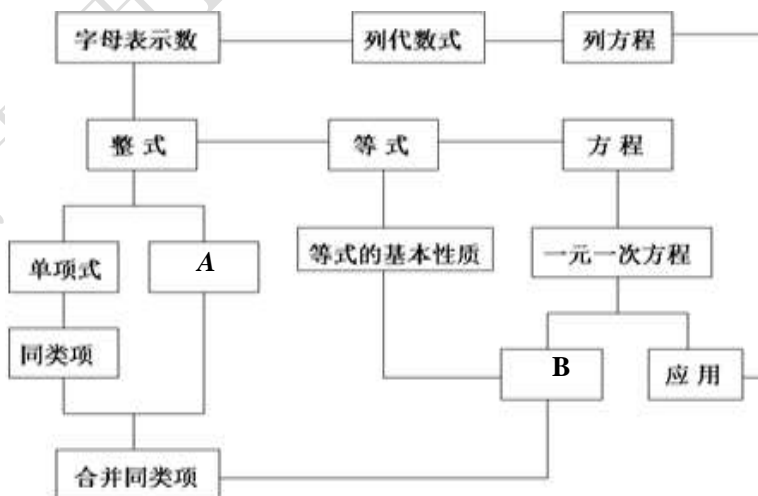 字母表示数 列代数式 列方程
整式 等式 方程
单项式 A 等式的基本性质 一元一次方程
同类项 B 应用
合并同类项